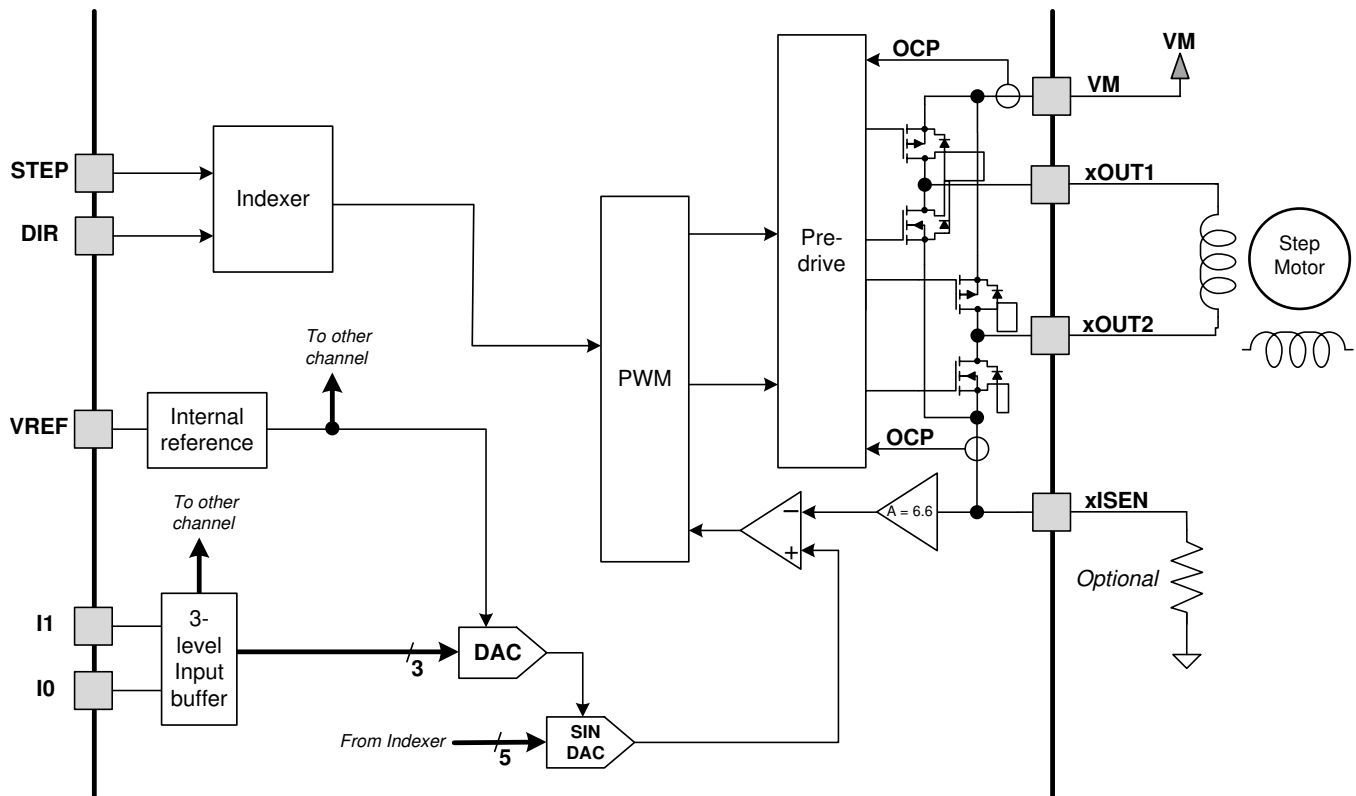 VM
OCP
VM
STEP
Indexer
xOUT1
DIR
Pre-
drive
Step
Motor
To other
channel
xOUT2
PWM
VREF
Internal
reference
OCP
To other
channel
A = 6.6
xISEN
−
+
Optional
I1
3-
level
Input
buffer
I0
3
DAC
From Indexer
5
SIN
DAC